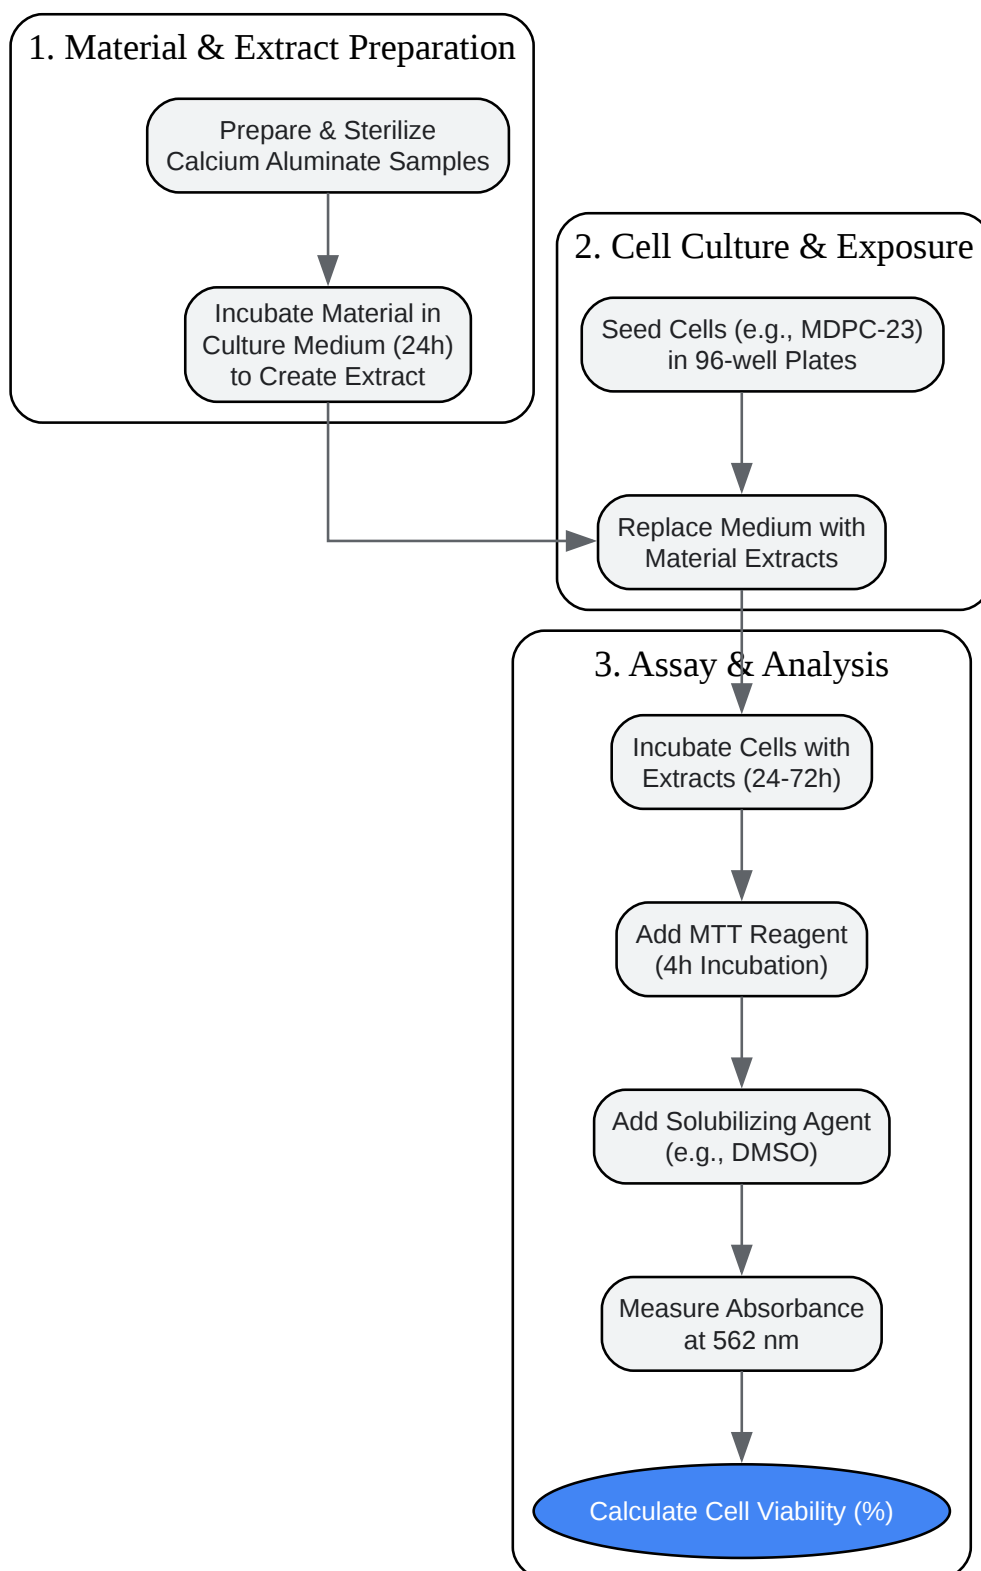 1. Material & Extract Preparation
Prepare & Sterilize
Calcium Aluminate Samples
Incubate Material in
Culture Medium (24h)
to Create Extract
2. Cell Culture & Exposure
Seed Cells (e.g., MDPC-23)
in 96-well Plates
Replace Medium with
Material Extracts
3. Assay & Analysis
Incubate Cells with
Extracts (24-72h)
Add MTT Reagent
(4h Incubation)
Add Solubilizing Agent
(e.g., DMSO)
Measure Absorbance
at 562 nm
Calculate Cell Viability (%)